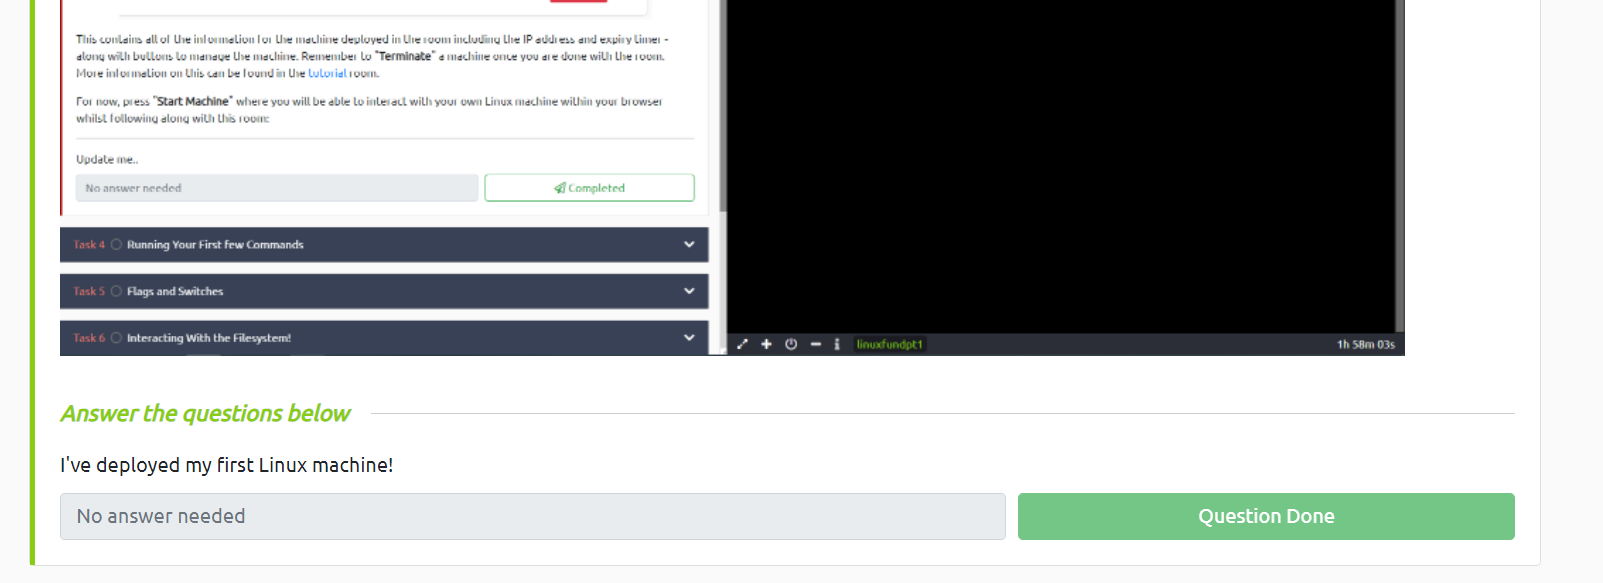 This contains all of the information for the machine deployed in the room including the IP address and expiry timer -
along with buttons to manage the machine. Remember to "Terminate" a machine once you are done with the room.
More information on this can be found in the tutorial room.
For now, press "Start Machine" where you will be able to interact with your own Linux machine within your browser
whilst following along with this room:
Update me..
No answer needed
Completed
Task 4 Running Your First few Commands
Task 5 Flags and Switches
Task 6 Interacting With the Filesystem!
linuxfundpt1
1h 58m 03s
Answer the questions below
I've deployed my first Linux machine!
No answer needed
Question Done